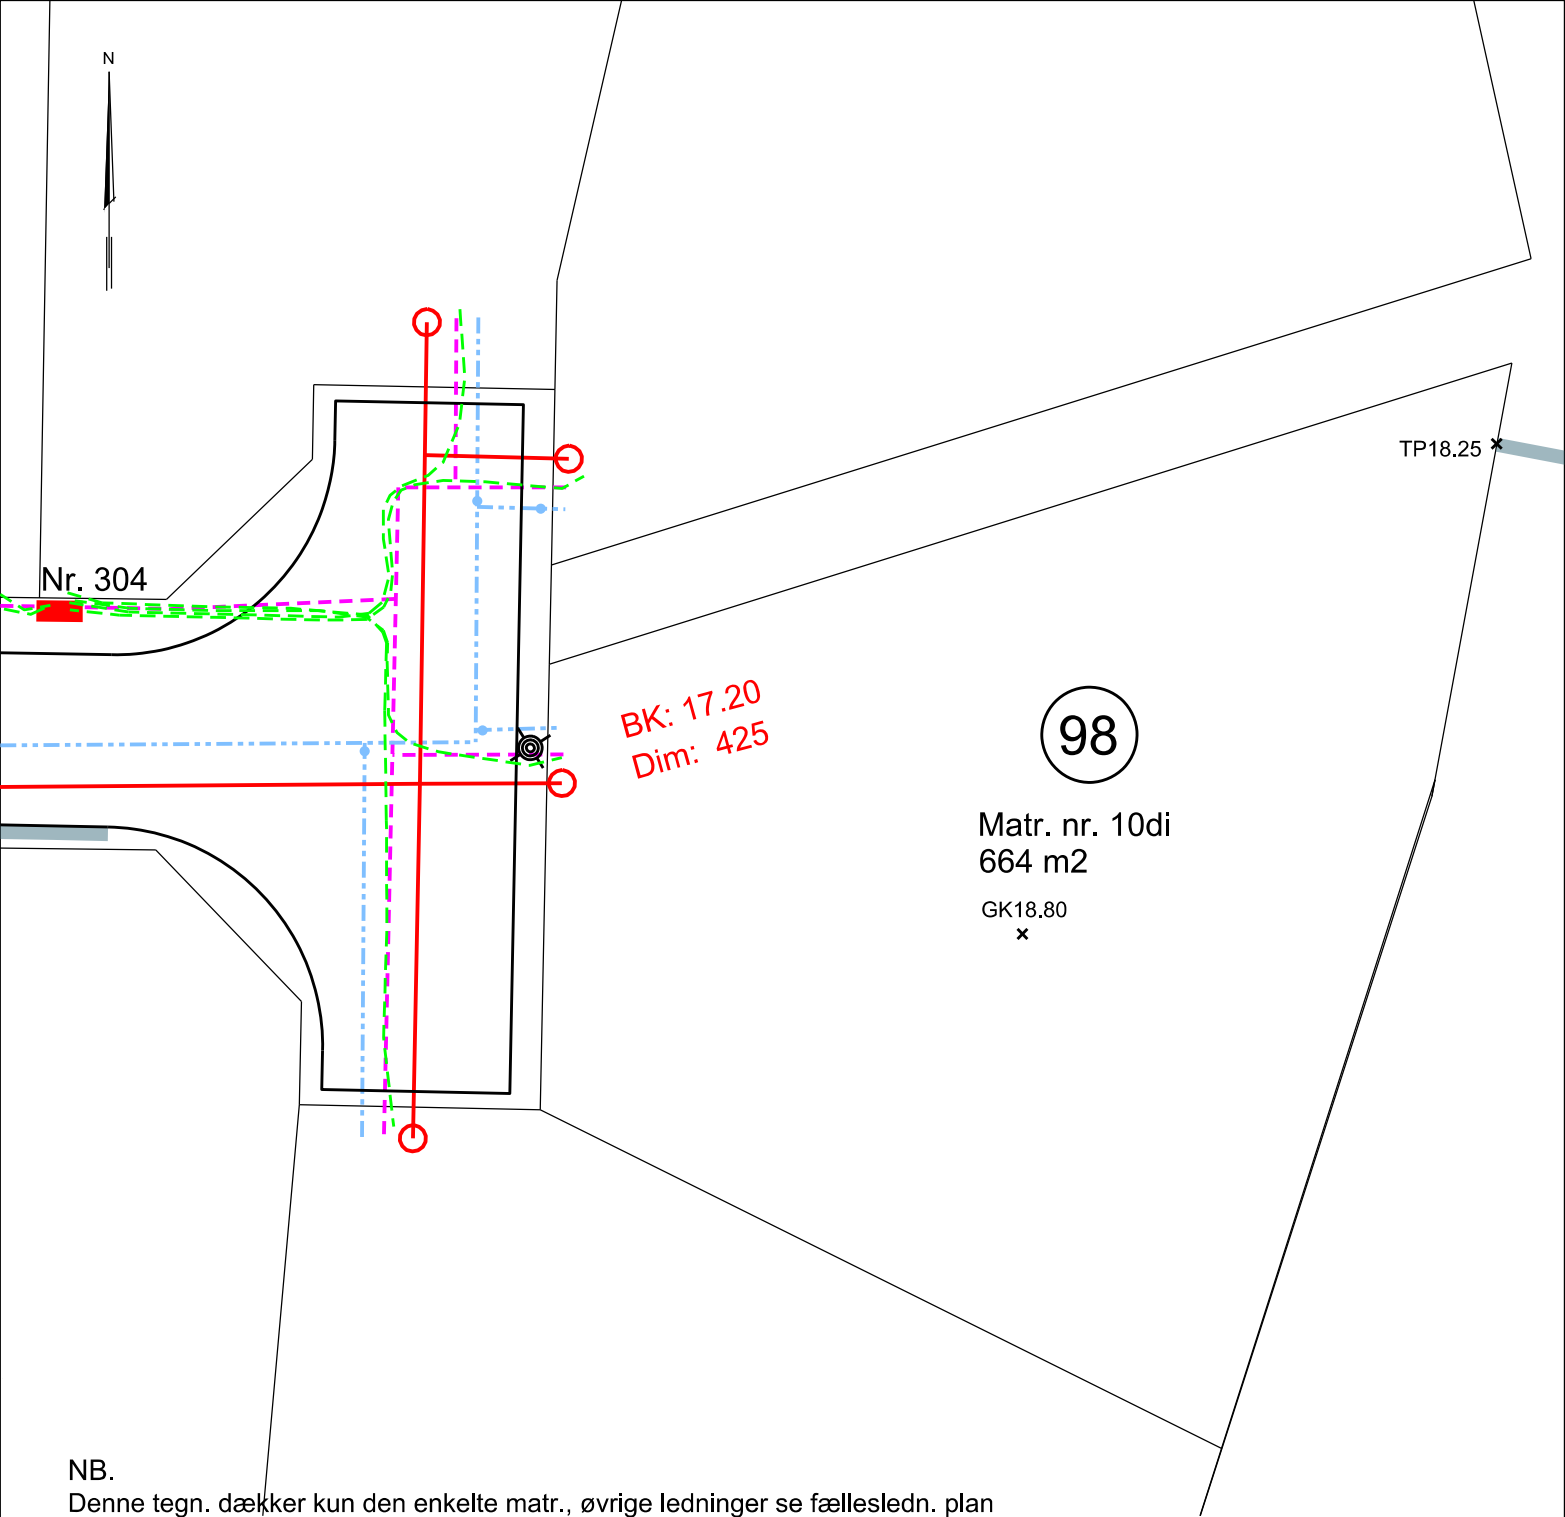 N
TP18.25
Nr. 304
BK: 17.20
Dim: 425
98
Matr. nr. 10di
664 m2
GK18.80
NB.
Denne tegn. dækker kun den enkelte matr., øvrige ledninger se fællesledn. plan